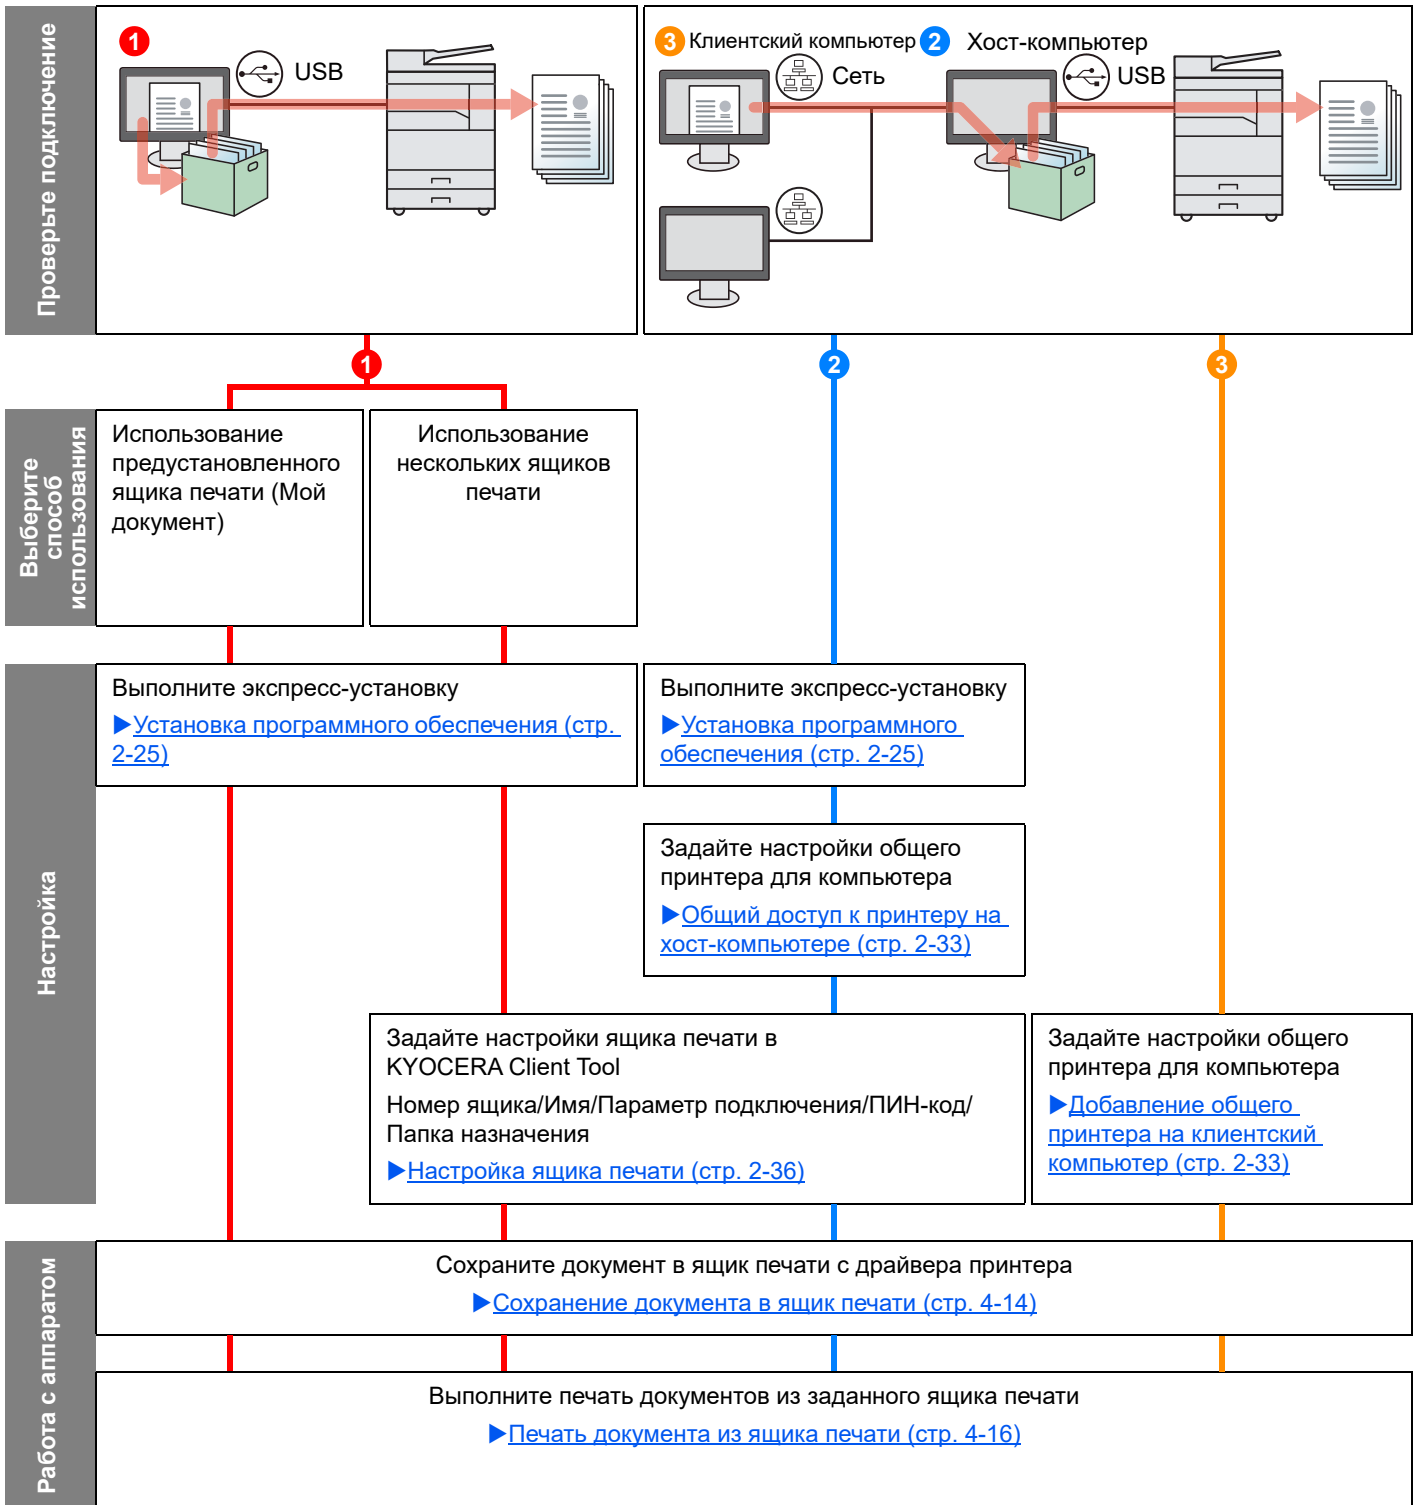 Проверьте подключение
1
USB
3 Клиентский компьютер
2 Хост-компьютер
Сеть
USB
1
2
3
Выберите
способ
использования
Использование
предустановленного
ящика печати (Мой
документ)
Использование
нескольких ящиков
печати
Настройка
Выполните экспресс-установку
▶Установка программного обеспечения (стр.
2-25)
Выполните экспресс-установку
▶Установка программного
обеспечения (стр. 2-25)
Задайте настройки общего
принтера для компьютера
▶Общий доступ к принтеру на
хост-компьютере (стр. 2-33)
Задайте настройки ящика печати в
KYOCERA Client Tool
Номер ящика/Имя/Параметр подключения/ПИН-код/
Папка назначения
▶Настройка ящика печати (стр. 2-36)
Задайте настройки общего
принтера для компьютера
▶Добавление общего
принтера на клиентский
компьютер (стр. 2-33)
Работа с аппаратом
Сохраните документ в ящик печати с драйвера принтера
▶Сохранение документа в ящик печати (стр. 4-14)
Выполните печать документов из заданного ящика печати
▶Печать документа из ящика печати (стр. 4-16)